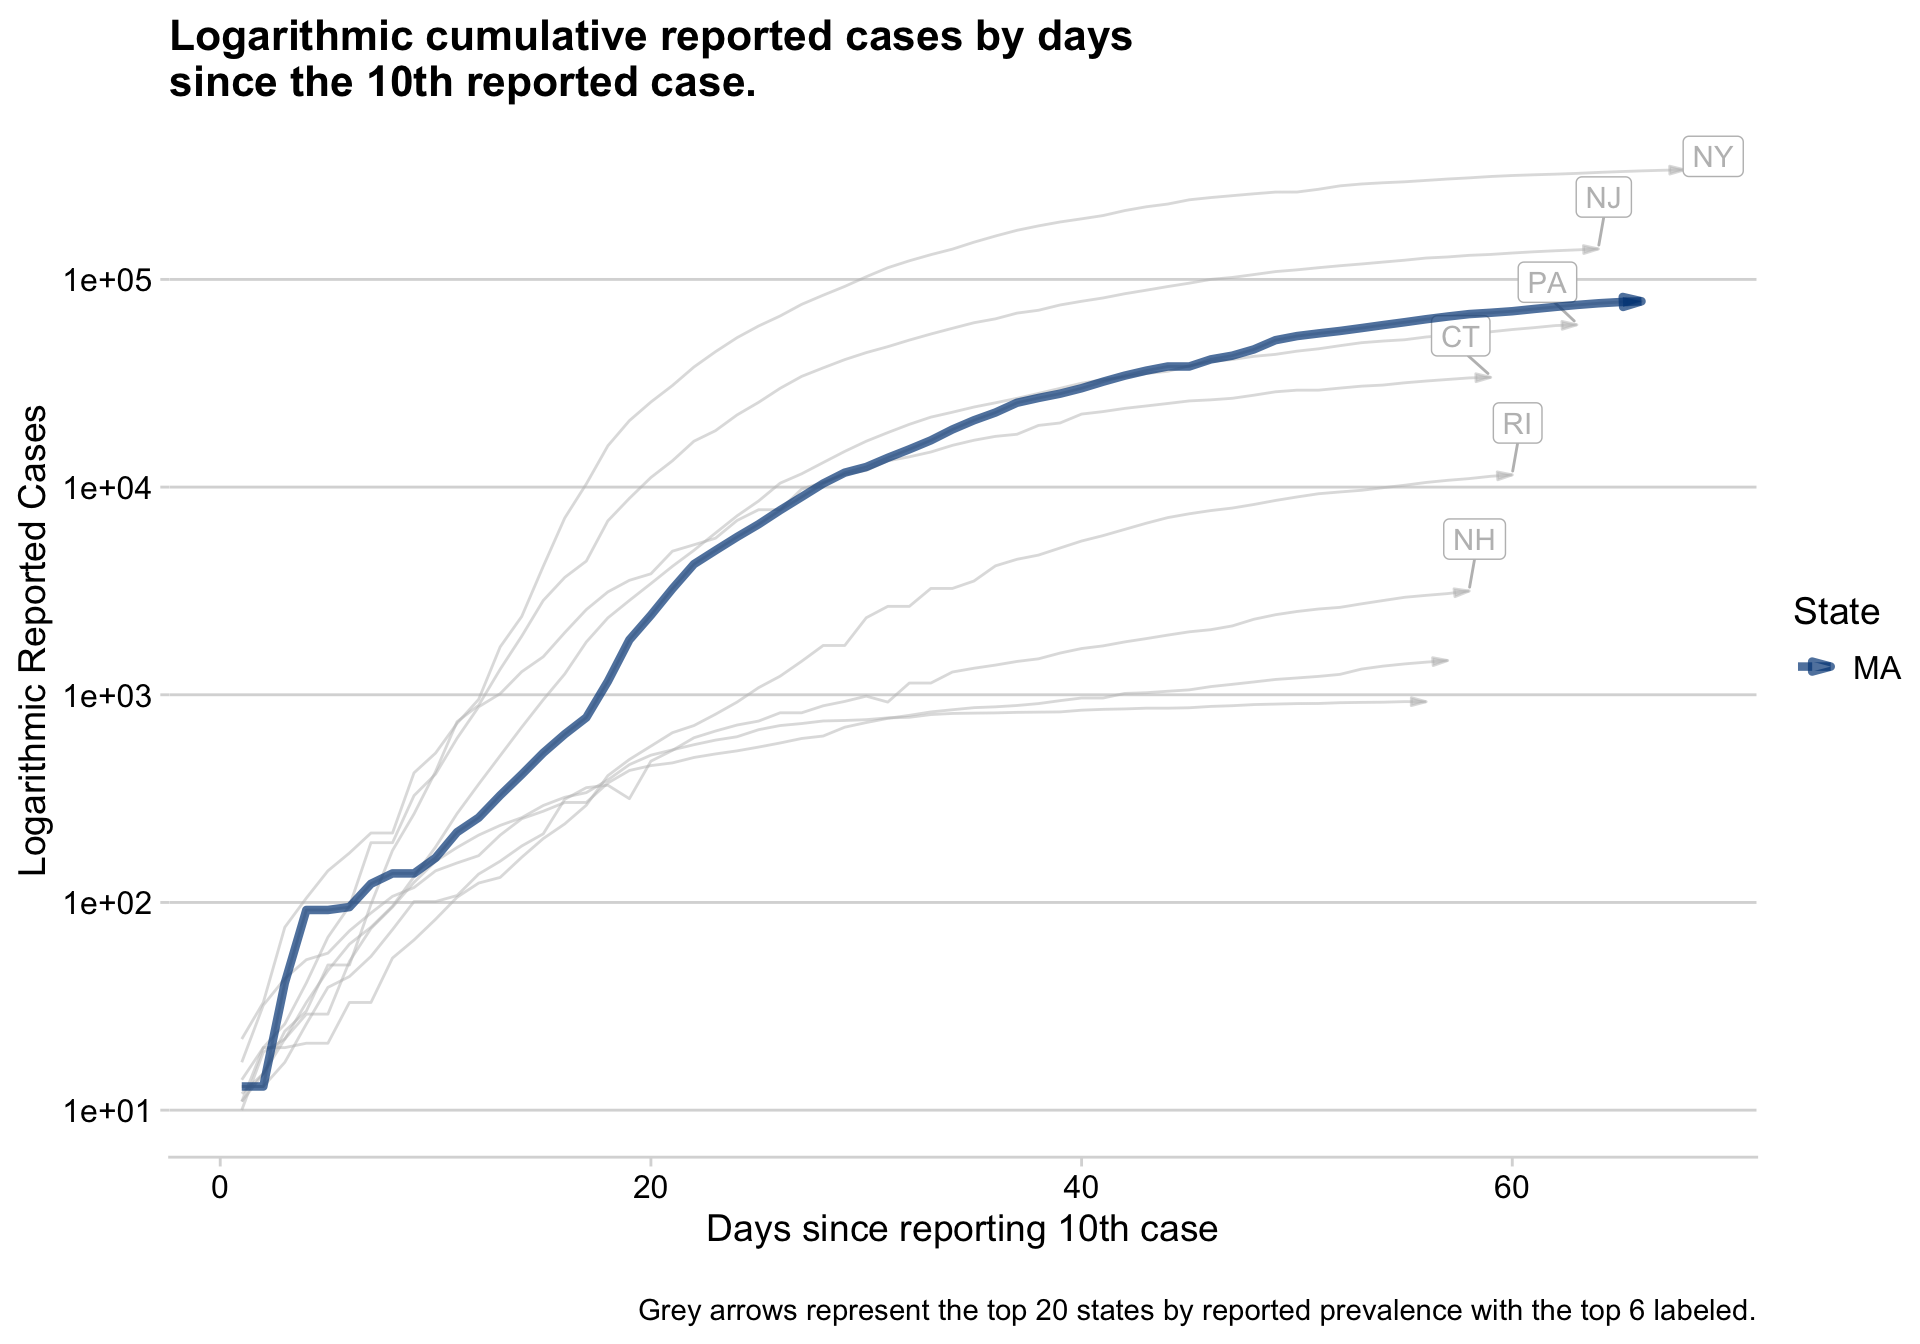 Logarithmic cumulative reported cases by days
since the 10th reported case.
NY
NJ
1e+05
PA
CT
RI
1e+04
NH
Logarithmic Reported Cases
State
MA
1e+03
1e+02
1e+01
0 20 40 60
Days since reporting 10th case
Grey arrows represent the top 20 states by reported prevalence with the top 6 labeled.